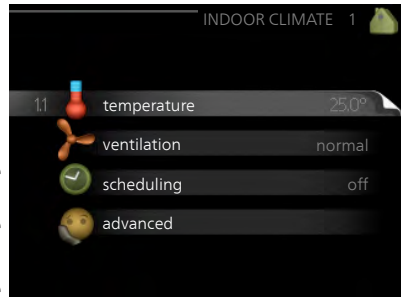 INDOOR CLIMATE 1
1.1 temperature 25.0°
ventilation normal
scheduling off
advanced